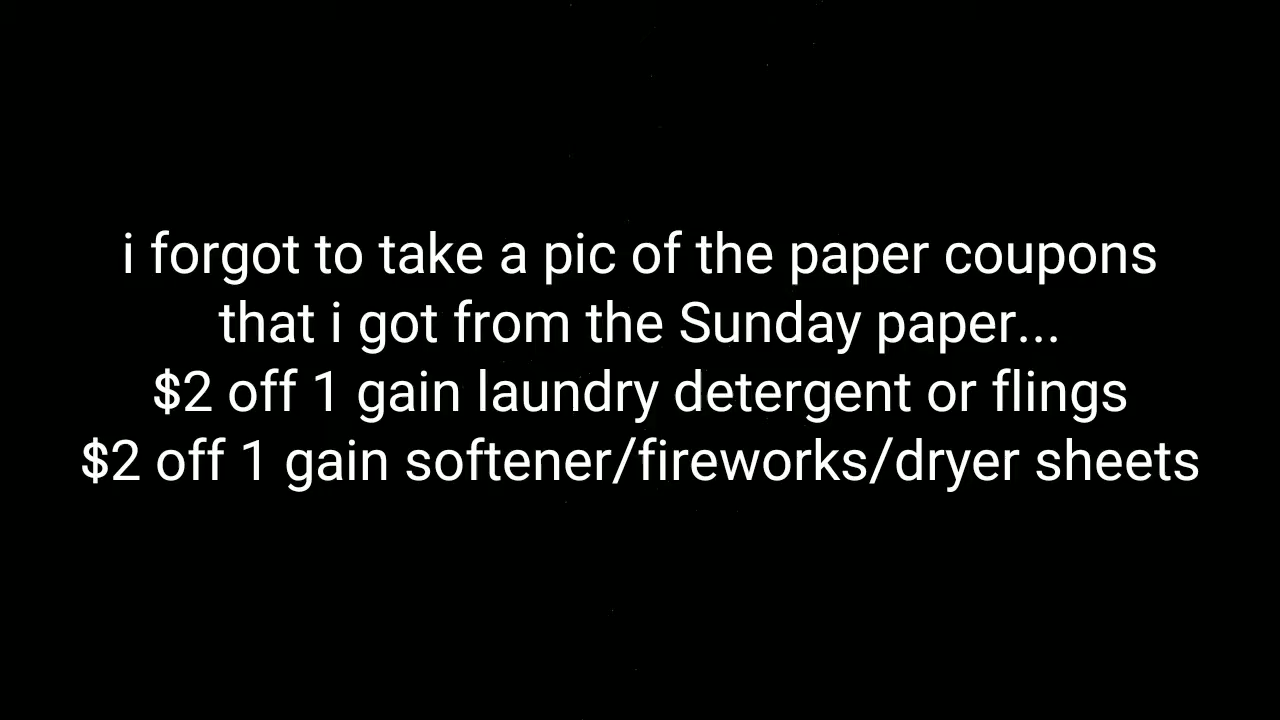 i forgot to take a pic of the paper coupons
that i got from the Sunday paper...
$2 off 1 gain laundry detergent or flings
$2 off 1 gain softener/fireworks/dryer sheets